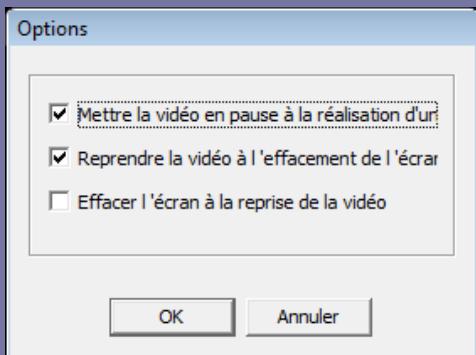 Options
Mettre la vidéo en pause à la réalisation d'un
Reprendre la vidéo à l 'effacement de l 'écran
Effacer l 'écran à la reprise de la vidéo
OK
Annuler